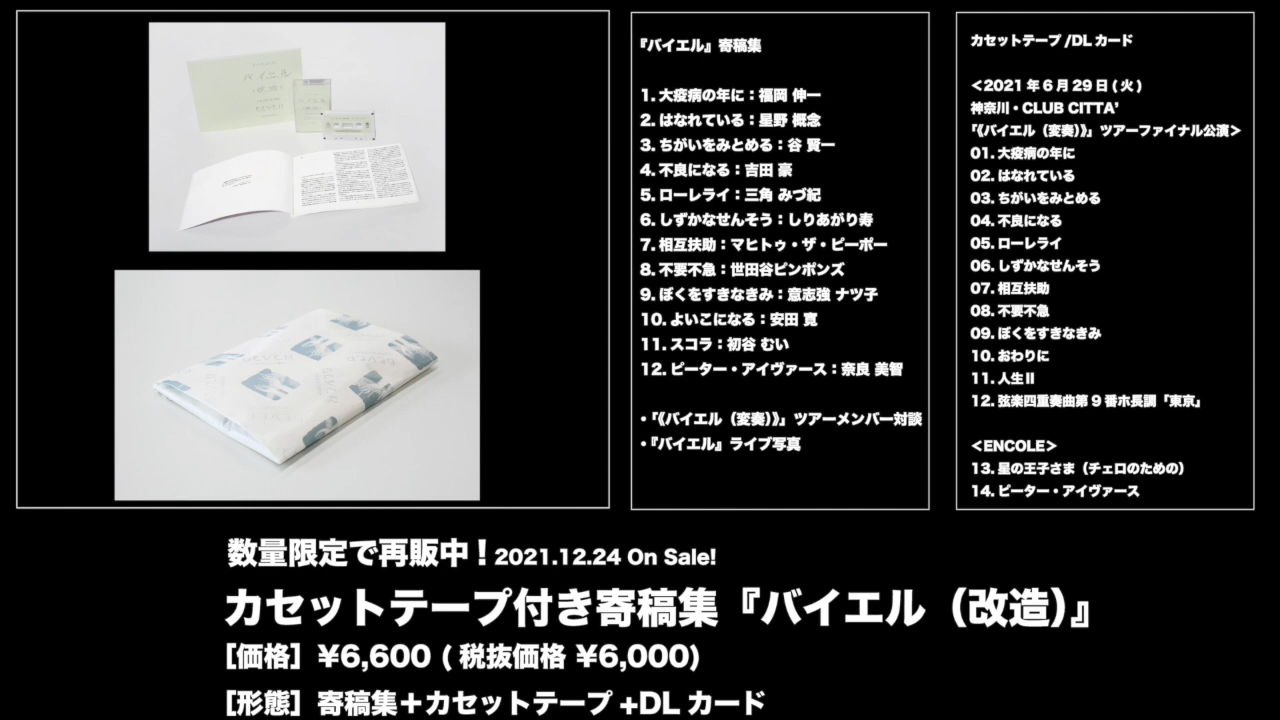 『バイエル』寄稿集
1. 大疫病の年に：福岡 伸一
2. はなれている：星野 概念
3. ちがいをみとめる：谷 賢一
4. 不良になる：吉田 豪
5. ローレライ：三角 みづ紀
6. しずかなせんそう：しりあがり寿
7. 相互扶助：マヒトゥ・ザ・ピーポー
8. 不要不急：世田谷ピンポンズ
9. ぼくをすきなきみ：意志強 ナツ子
10. よいこになる：安田 寛
11. スコラ：初谷 むい
12. ピーター・アイヴァース：奈良 美智
・「《バイエル（変奏）》」ツアーメンバー対談
・『バイエル』ライブ写真
カセットテープ /DL カード
＜2021 年 6 月 29 日 ( 火 )
神奈川・CLUB CITTA'
「《バイエル（変奏）》」ツアーファイナル公演＞
01. 大疫病の年に
02. はなれている
03. ちがいをみとめる
04. 不良になる
05. ローレライ
06. しずかなせんそう
07. 相互扶助
08. 不要不急
09. ぼくをすきなきみ
10. おわりに
11. 人生Ⅱ
12. 弦楽四重奏曲第 9 番ホ長調「東京」
＜ENCOLE＞
13. 星の王子さま（チェロのための）
14. ピーター・アイヴァース
数量限定で再販中！2021.12.24 On Sale!
カセットテープ付き寄稿集『バイエル（改造）』
［価格］¥6,600 ( 税抜価格 ¥6,000)
［形態］寄稿集＋カセットテープ +DL カード